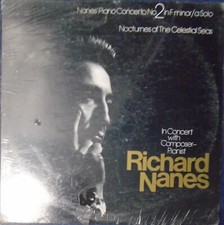 Nanes' Piano Concerto No 2 in F minor/a Solo
Nocturnes of The Celestial Seas
In Concert
with
Composer-
Pianist
Richard
Nanes